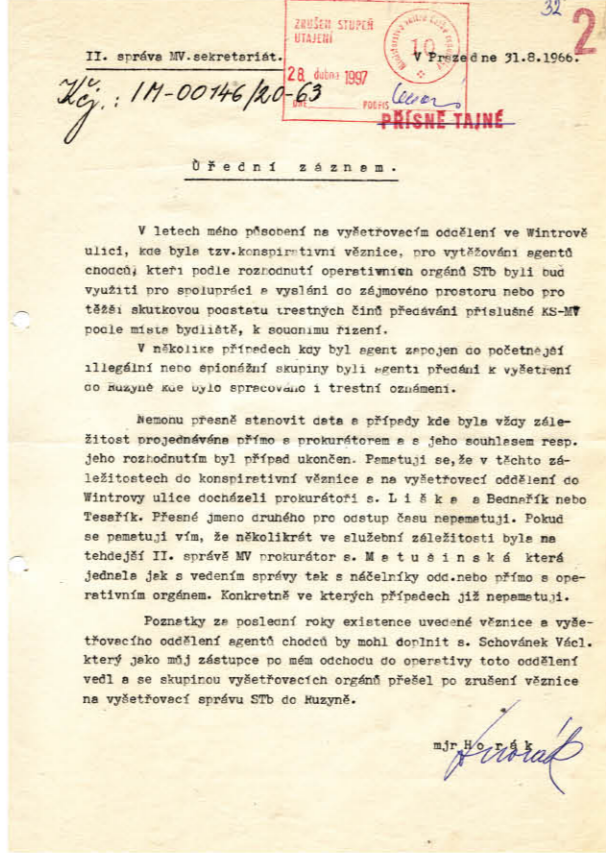 32
2
ZRUŠEN STUPEŇ
UTAJENÍ
10
II. správa MV.sekretariát.
V Praze dne 31.8.1966.
28. dubna 1997
K čj.: IM-00146/20-63
DNE PODPIS
PŘÍSNĚ TAJNÉ
Úřední záznam.
V letech mého působení na vyšetřovacím oddělení ve Wintrově
ulici, kde byla tzv.konspirativní věznice, pro vytěžování agentů
chodců, kteří podle rozhodnutí operativních orgánů STb byli buď
využiti pro spolupráci a vysláni do zájmového prostoru nebo pro
těžší skutkovou podstatu trestných činů předáváni příslušné KS-MV
podle místa bydliště, k soudnímu řízení.
V několika případech kdy byl agent zapojen do početnější
illegální nebo špionážní skupiny byli agenti předáni k vyšetření
do Ruzyně kde bylo spracováno i trestní oznámení.
Nemohu přesně stanovit data a případy kde byla vždy zále-
žitost projednávána přímo s prokurátorem a s jeho souhlasem resp.
jeho rozhodnutím byl případ ukončen. Pamatuji se,že v těchto zá-
ležitostech do konspirativní věznice a na vyšetřovací oddělení do
Wintrovy ulice docházeli prokurátoři s. L i š k a a Bednařík nebo
Tesařík. Přesné jmeno druhého pro odstup času nepamatuji. Pokud
se pamatuji vím, že několikrát ve služební záležitosti byla na
tehdejší II. správě MV prokurátor s. M a t u š i n s k á která
jednala jak s vedením správy tak s náčelníky odd.nebo přímo s ope-
rativním orgánem. Konkretně ve kterých případech již nepamatuji.
Poznatky za poslední roky existence uvedené věznice a vyše-
třovacího oddělení agentů chodců by mohl doplnit s. Schovánek Václ.
který jako můj zástupce po mém odchodu do operativy toto oddělení
vedl a se skupinou vyšetřovacích orgánů přešel po zrušení věznice
na vyšetřovací správu STb do Ruzyně.
mjr H o r á k